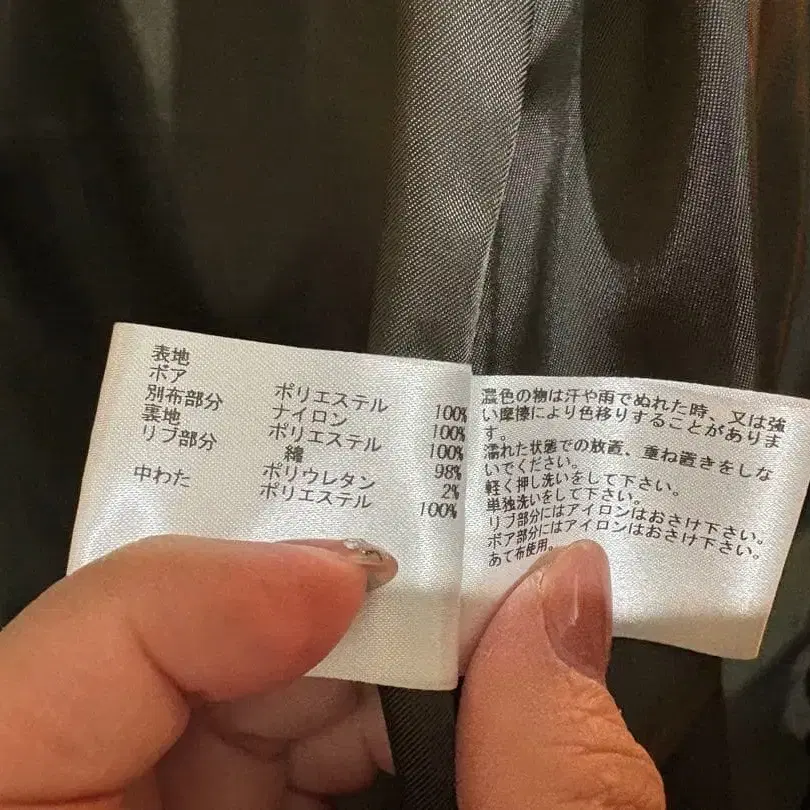 表地
ボア ポリエステル 100%
別布部分 ナイロン 100%
裏地 ポリエステル 100%
リブ部分 綿 98%
ポリウレタン 2%
中わた ポリエステル 100%
濃色の物は汗や雨でぬれた時、又は強
い摩擦により色移りすることがありま
す。
濡れた状態での放置、重ね置きをしな
いでください。
軽く押し洗いをして下さい。
単独洗いをして下さい。
リブ部分にはアイロンはおさけ下さい。
ボア部分にはアイロンはおさけ下さい。
あて布使用。